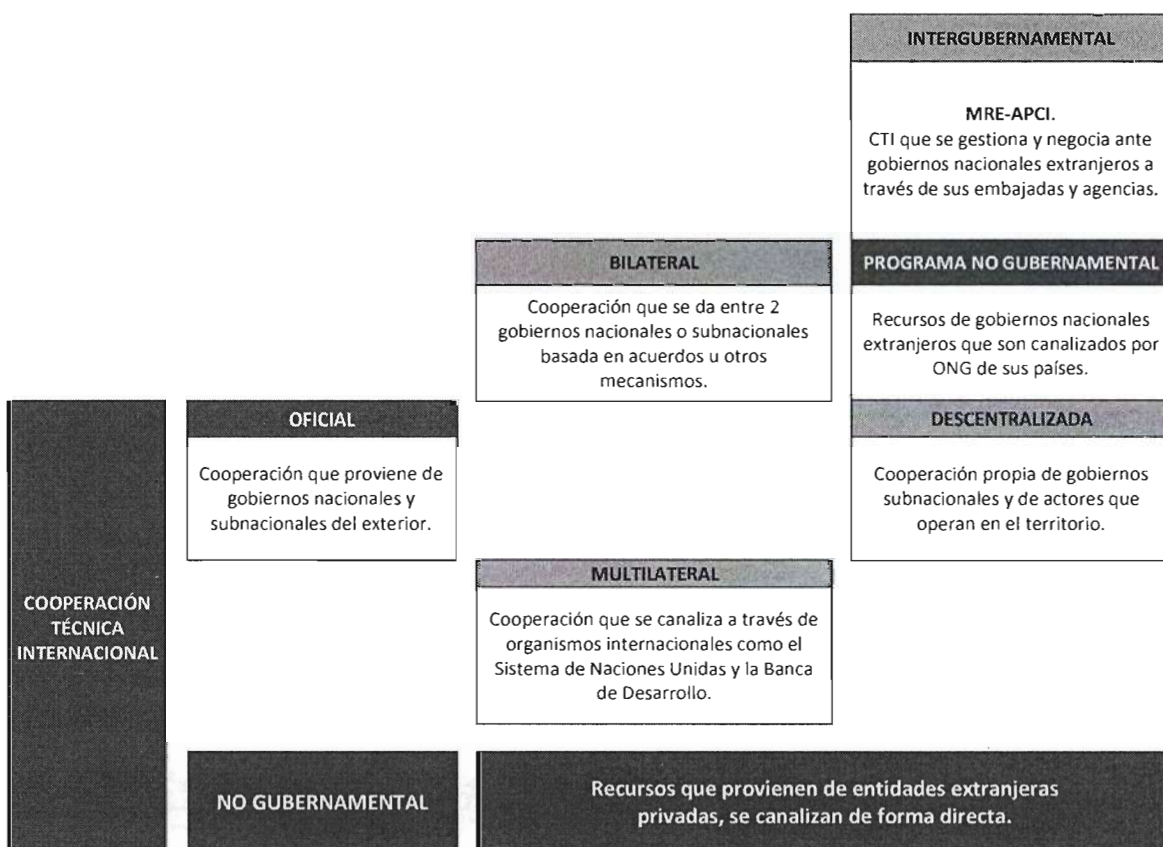 INTERGUBERNAMENTAL
MRE-APCI.
CTI que se gestiona y negocia ante
gobiernos nacionales extranjeros a
través de sus embajadas y agencias.
BILATERAL
Cooperación que se da entre 2
gobiernos nacionales o subnacionales
basada en acuerdos u otros
mecanismos.
PROGRAMA NO GUBERNAMENTAL
Recursos de gobiernos nacionales
extranjeros que son canalizados por
ONG de sus países.
OFICIAL
Cooperación que proviene de
gobiernos nacionales y
subnacionales del exterior.
DESCENTRALIZADA
Cooperación propia de gobiernos
subnacionales y de actores que
operan en el territorio.
COOPERACIÓN
TÉCNICA
INTERNACIONAL
MULTILATERAL
Cooperación que se canaliza a través de
organismos internacionales como el
Sistema de Naciones Unidas y la Banca
de Desarrollo.
NO GUBERNAMENTAL
Recursos que provienen de entidades extranjeras
privadas, se canalizan de forma directa.